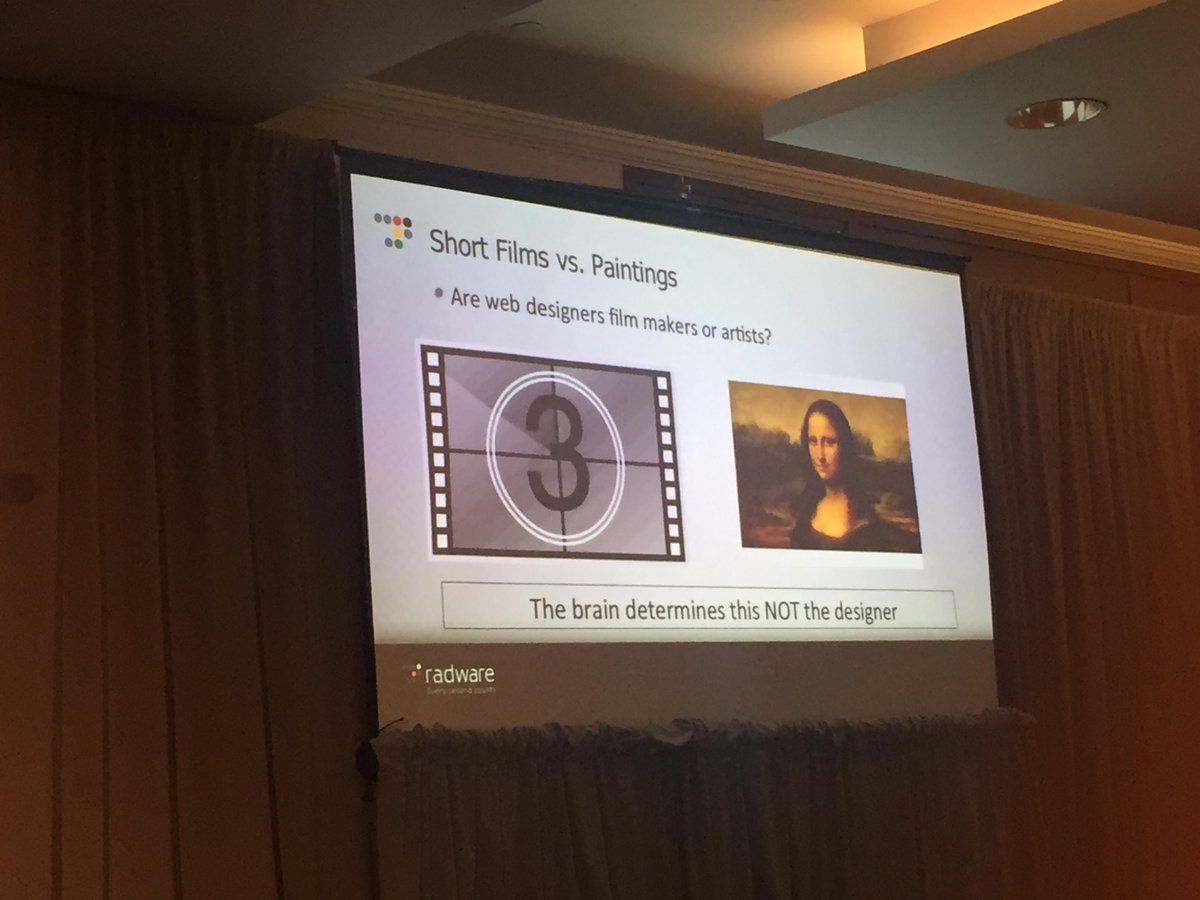 Short Films vs. Paintings
• Are web designers film makers or artists?
3
The brain determines this NOT the designer
radware
Every second counts